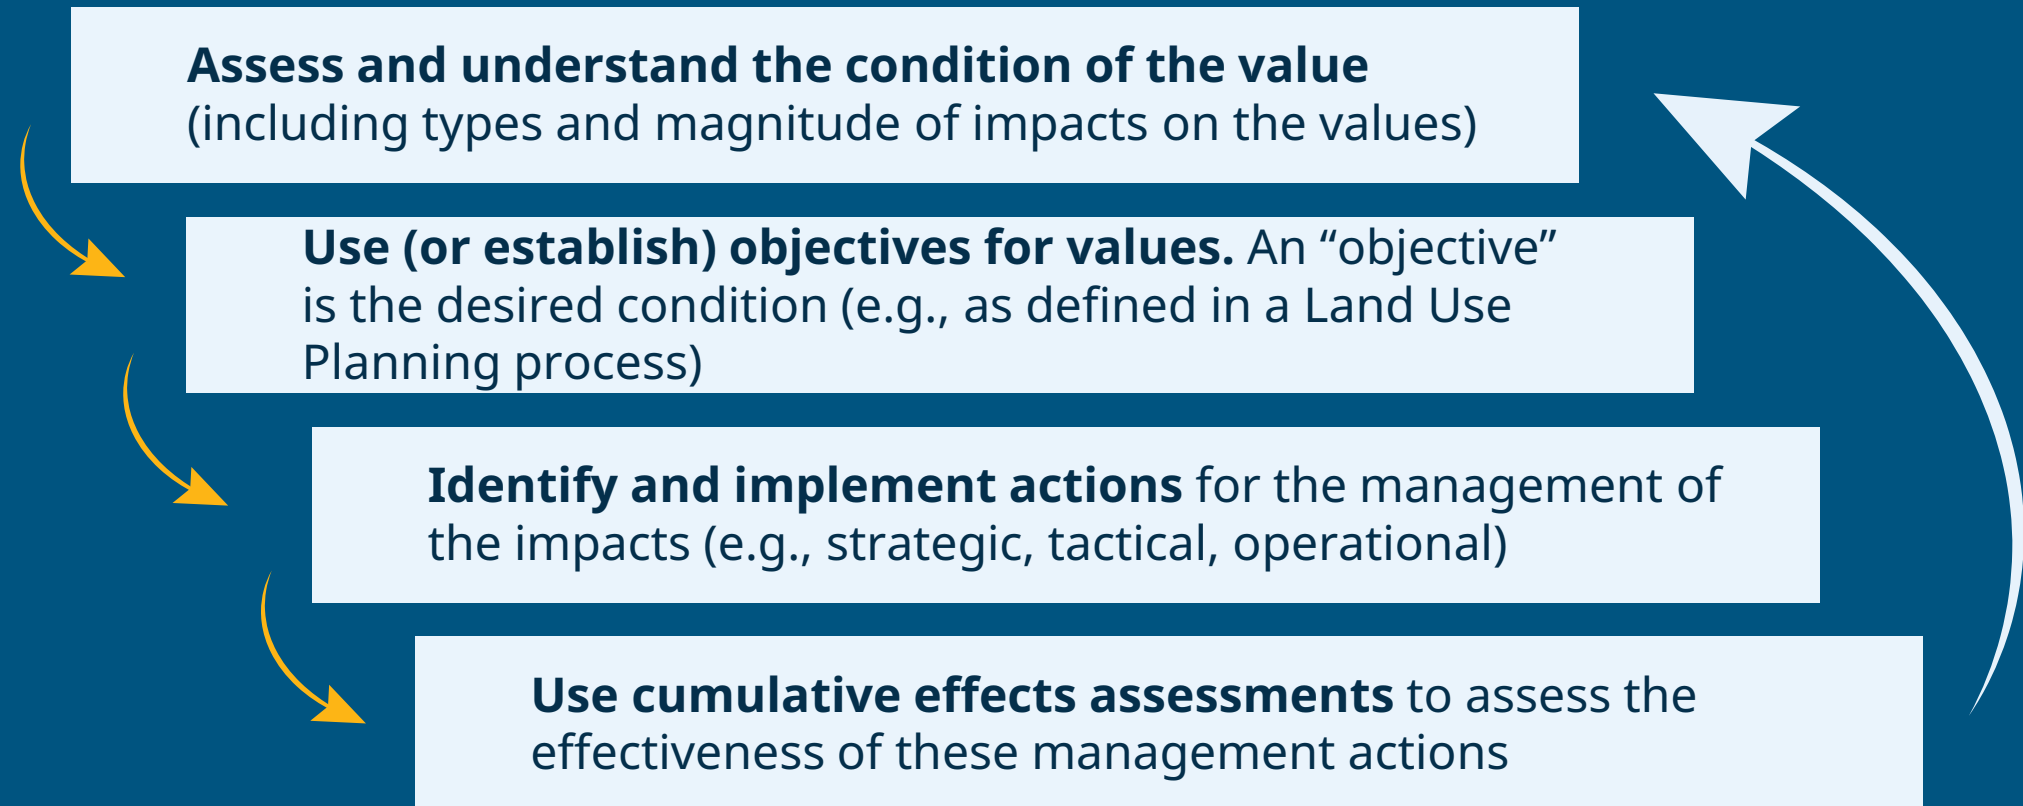 Assess and understand the condition of the value
(including types and magnitude of impacts on the values)
Use (or establish) objectives for values. An “objective”
is the desired condition (e.g., as defined in a Land Use
Planning process)
Identify and implement actions for the management of
the impacts (e.g., strategic, tactical, operational)
Use cumulative effects assessments to assess the
effectiveness of these management actions